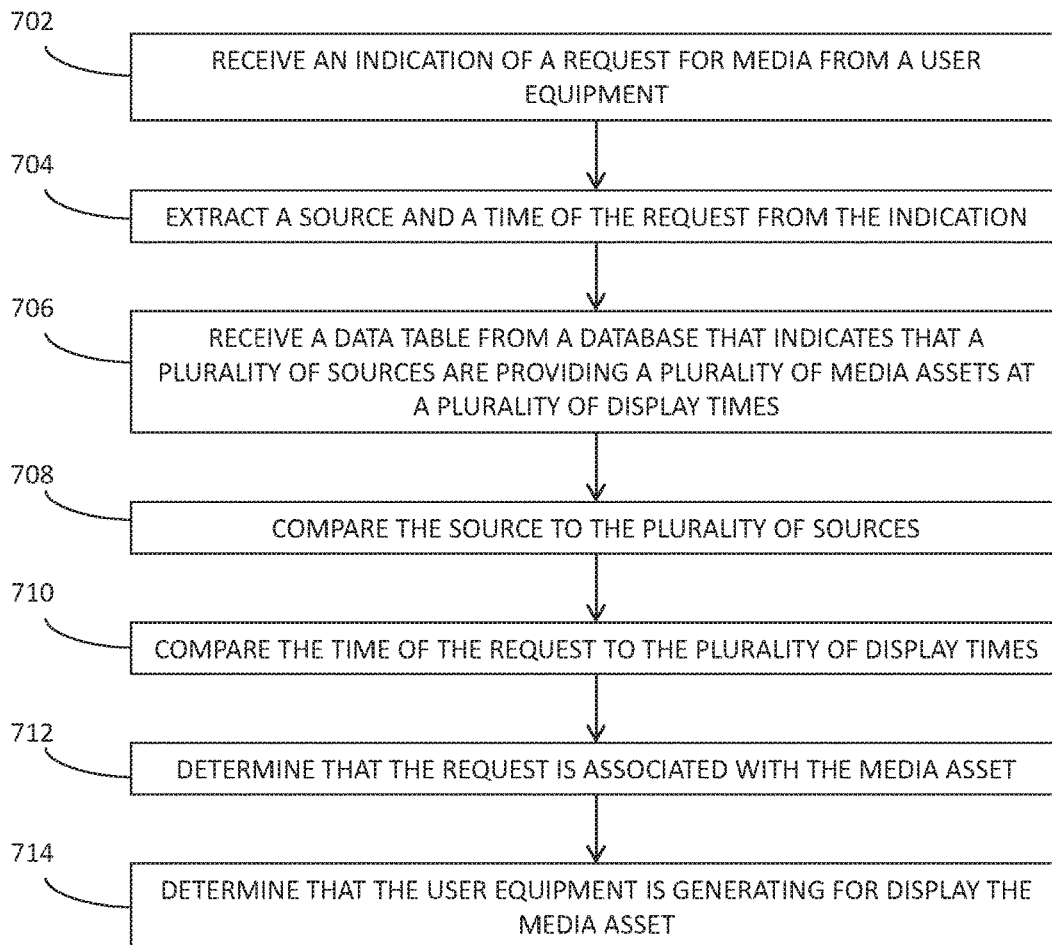 702
RECEIVE AN INDICATION OF A REQUEST FOR MEDIA FROM A USER
EQUIPMENT
704
EXTRACT A SOURCE AND A TIME OF THE REQUEST FROM THE INDICATION
706
RECEIVE A DATA TABLE FROM A DATABASE THAT INDICATES THAT A
PLURALITY OF SOURCES ARE PROVIDING A PLURALITY OF MEDIA ASSETS AT
A PLURALITY OF DISPLAY TIMES
708
COMPARE THE SOURCE TO THE PLURALITY OF SOURCES
710
COMPARE THE TIME OF THE REQUEST TO THE PLURALITY OF DISPLAY TIMES
712
DETERMINE THAT THE REQUEST IS ASSOCIATED WITH THE MEDIA ASSET
714
DETERMINE THAT THE USER EQUIPMENT IS GENERATING FOR DISPLAY THE
MEDIA ASSET